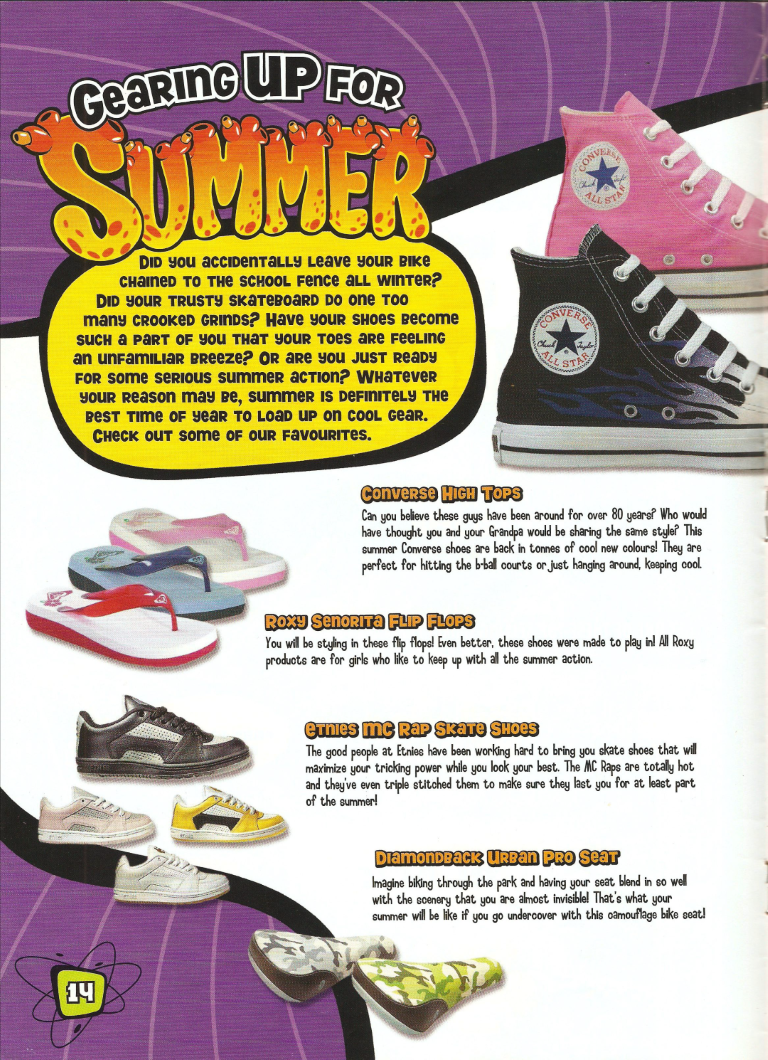 Gearing UP FOR
SUMMER
DID YOU ACCIDENTALLY LEAVE YOUR BIKE
CHAINED TO THE SCHOOL FENCE ALL WINTER?
DID YOUR TRUSTY SKATEBOARD DO ONE TOO
MANY CROOKED GRINDS? HAVE YOUR SHOES BECOME
SUCH A PART OF YOU THAT YOUR TOES ARE FEELING
AN UNFAMILIAR BREEZE? OR ARE YOU JUST READY
FOR SOME SERIOUS SUMMER ACTION? WHATEVER
YOUR REASON MAY BE, SUMMER IS DEFINITELY THE
BEST TIME OF YEAR TO LOAD UP ON COOL GEAR.
CHECK OUT SOME OF OUR FAVOURITES.
CONVERSE
Chuck Taylor
ALL STAR
CONVERSE
Chuck Taylor
ALL STAR
Converse High Tops
Can you believe these guys have been around for over 80 years? Who would
have thought you and your Grandpa would be sharing the same style? This
summer Converse shoes are back in tonnes of cool new colours! They are
perfect for hitting the b-ball courts or just hanging around, keeping cool.
Roxy Senorita Flip Flops
You will be styling in these flip flops! Even better, these shoes were made to play in! All Roxy
products are for girls who like to keep up with all the summer action.
etnies MC Rap Skate Shoes
The good people at Etnies have been working hard to bring you skate shoes that will
maximize your tricking power while you look your best. The MC Raps are totally hot
and they've even triple stitched them to make sure they last you for at least part
of the summer!
Diamondback Urban Pro Seat
Imagine biking through the park and having your seat blend in so well
with the scenery that you are almost invisible! That's what your
summer will be like if you go undercover with this camouflage bike seat!
14